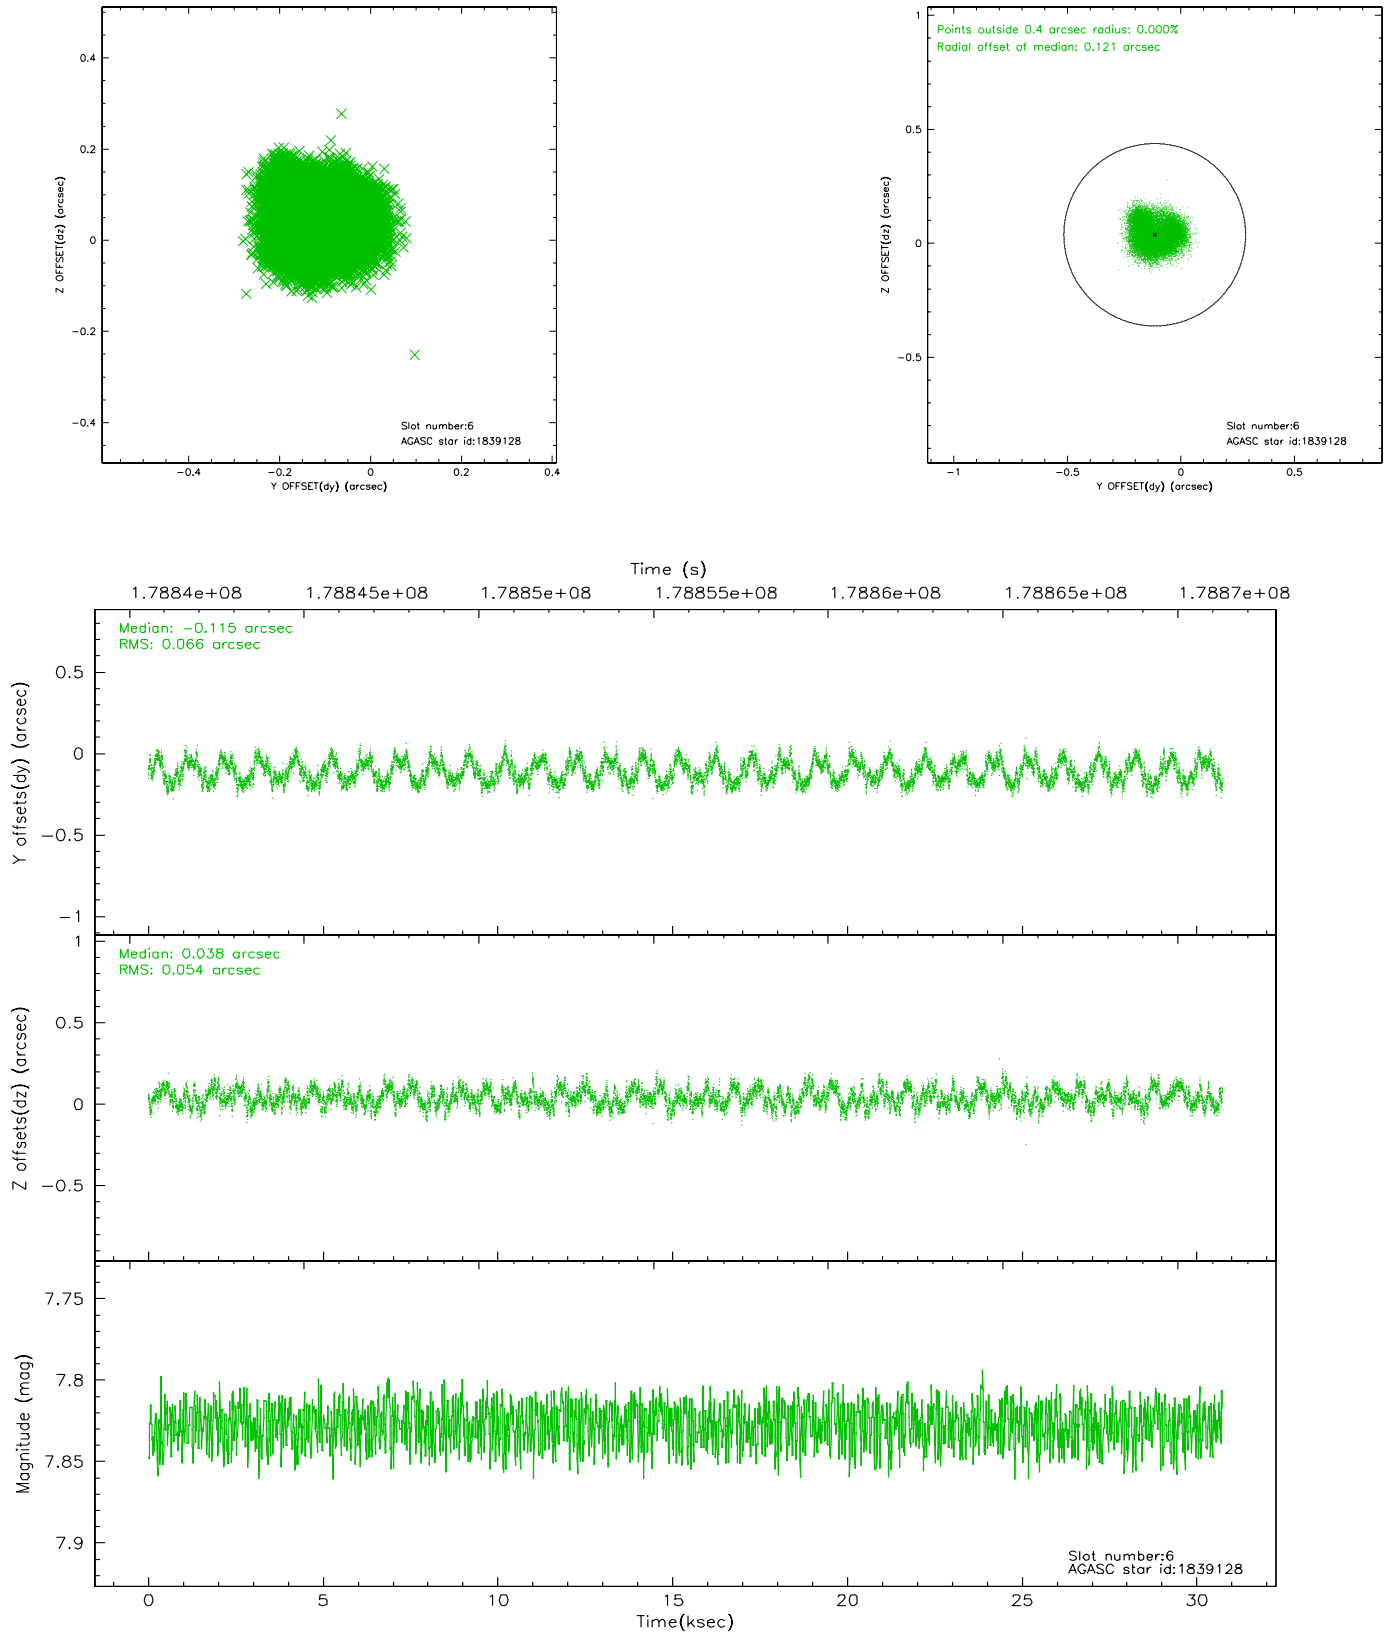 0.4
0.2
0
−0.2
−0.4
Z OFFSET(dz) (arcsec)
Slot number:6
AGASC star id:1839128
−0.4 −0.2 0 0.2 0.4
Y OFFSET(dy) (arcsec)
Points outside 0.4 arcsec radius: 0.000%
Radial offset of median: 0.121 arcsec
1
0.5
0
−0.5
Z OFFSET(dz) (arcsec)
Slot number:6
AGASC star id:1839128
−1 −0.5 0 0.5
Y OFFSET(dy) (arcsec)
Time (s)
1.7884e+08 1.78845e+08 1.7885e+08 1.78855e+08 1.7886e+08 1.78865e+08 1.7887e+08
Median: −0.115 arcsec
RMS: 0.066 arcsec
0.5
0
−0.5
−1
Y offsets(dy) (arcsec)
Median: 0.038 arcsec
RMS: 0.054 arcsec
1
0.5
0
−0.5
Z offsets(dz) (arcsec)
7.75
7.8
7.85
7.9
Magnitude (mag)
Slot number:6
AGASC star id:1839128
0 5 10 15 20 25 30
Time(ksec)